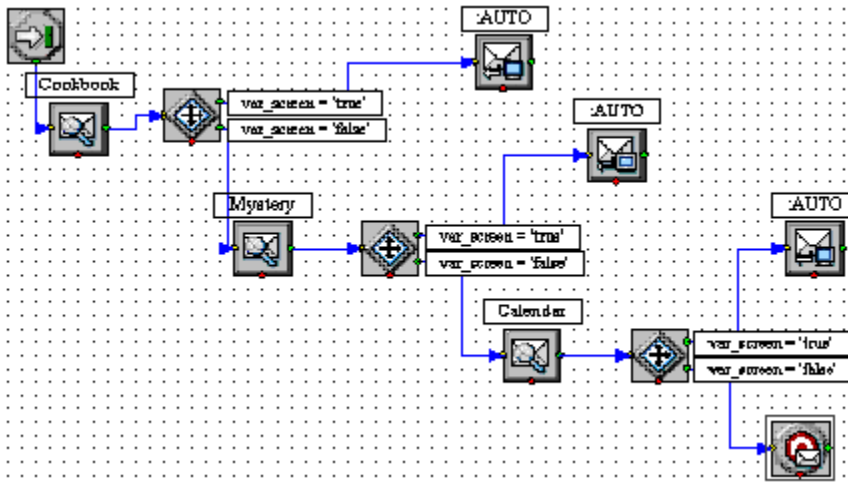 :AUTO
Cookbook
var_screen = 'true'
var_screen = 'false'
:AUTO
Mystery
var_screen = 'true'
var_screen = 'false'
:AUTO
Calendar
var_screen = 'true'
var_screen = 'false'